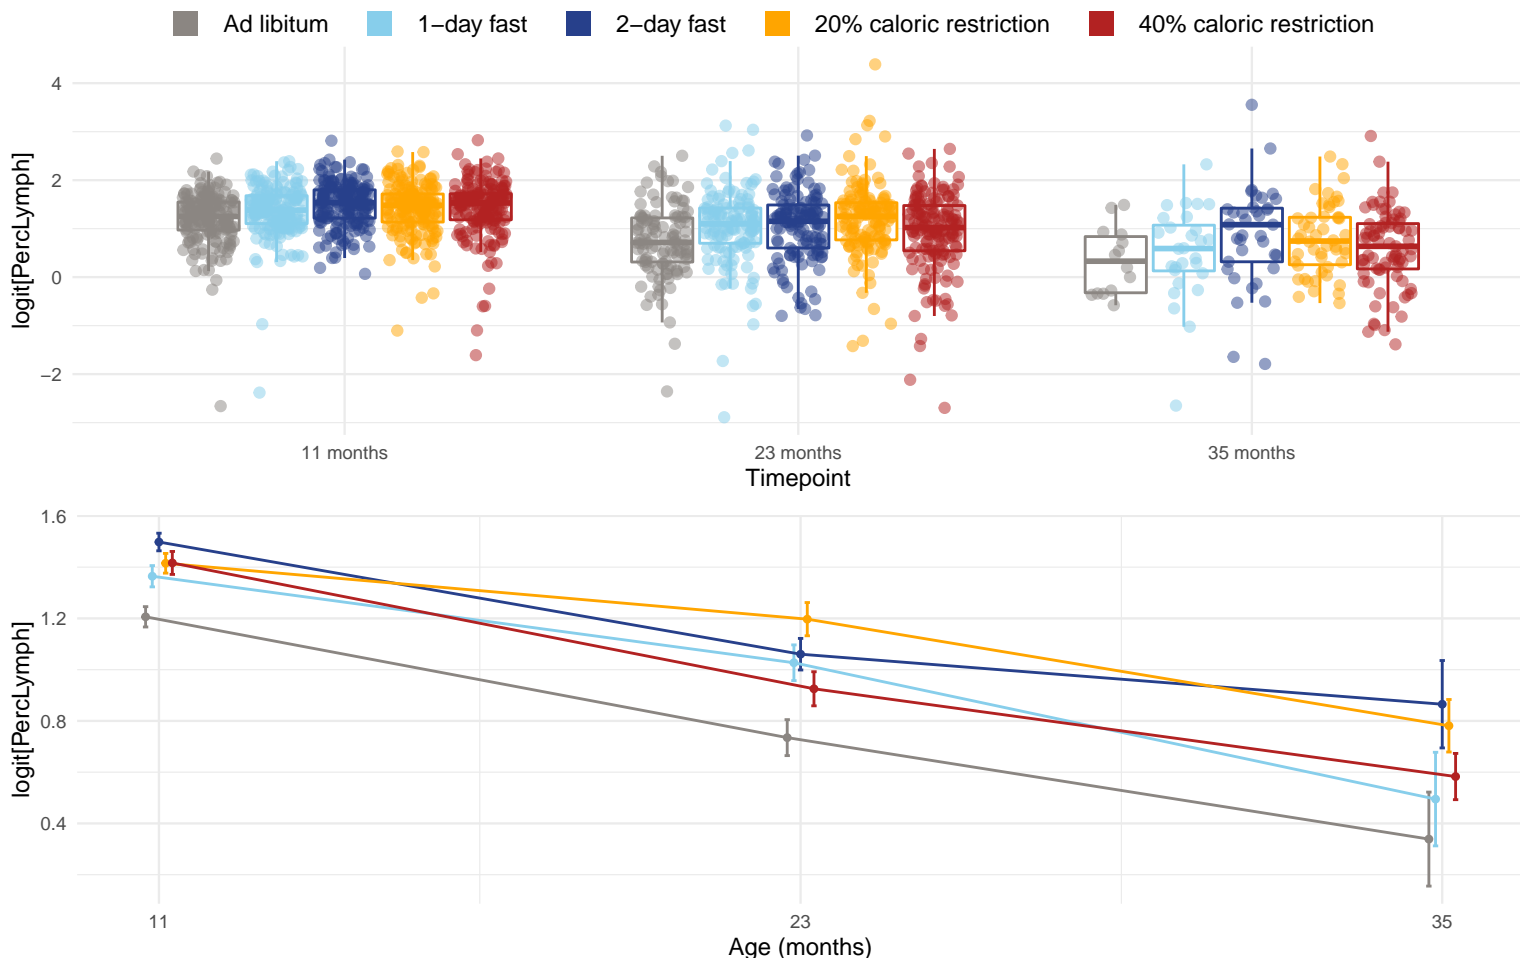 Ad libitum 1−day fast 2−day fast 20% caloric restriction 40% caloric restriction
logit[PercLymph]
4
2
0
−2
11 months 23 months 35 months
Timepoint
logit[PercLymph]
1.6
1.2
0.8
0.4
11 23 35
Age (months)